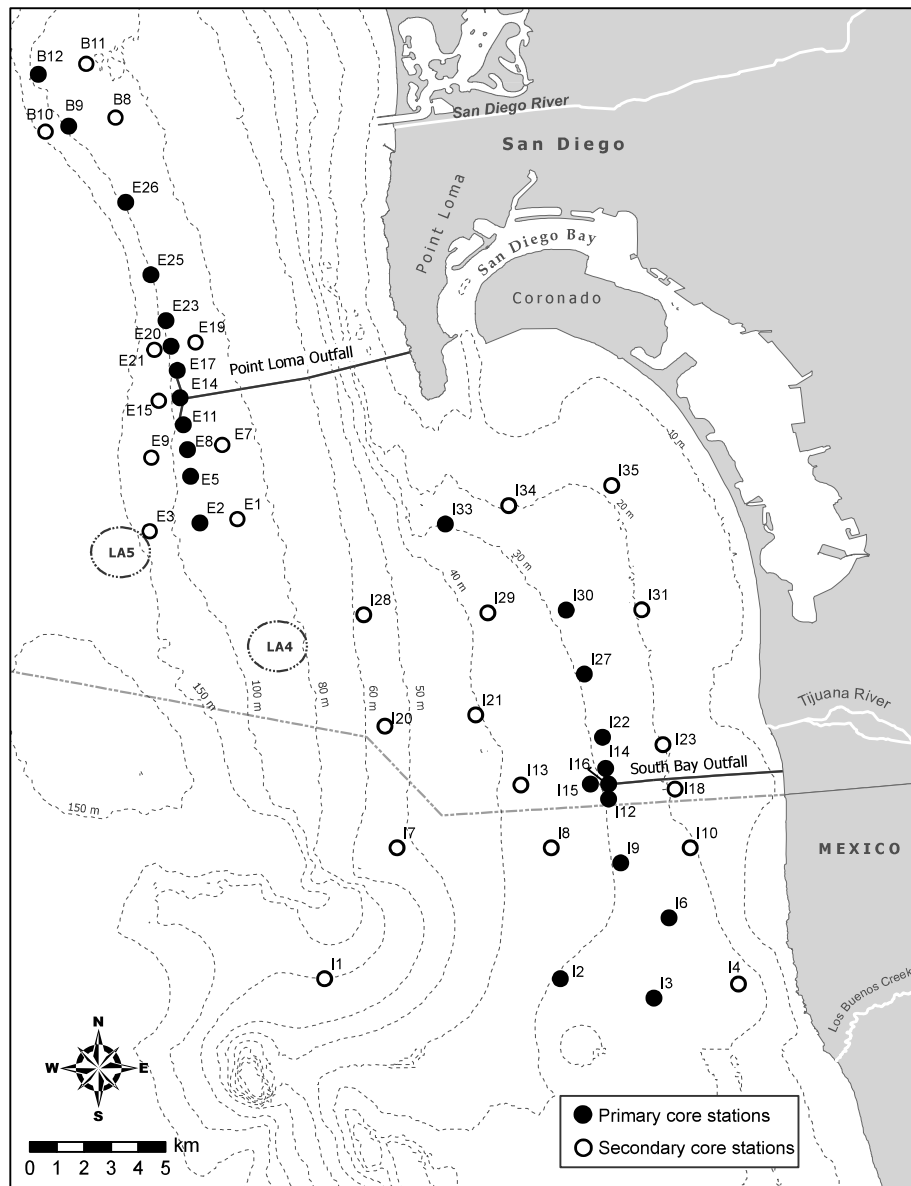 B11
B12
B8
B9
B10
San Diego River
San Diego
E26
Point Loma
San Diego Bay
E25
Coronado
E23
E20
E19
E21
E17
Point Loma Outfall
E14
E15
E11
10 m
E9
E8
E7
I35
E5
I34
20 m
E3
E2
E1
I33
LA5
30 m
40 m
I28
I29
I30
I31
LA4
I27
150 m
100 m
80 m
60 m
50 m
I21
Tijuana River
I20
I22
I23
I14
South Bay Outfall
I16
I13
I15
I18
150 m
I12
I7
I8
I10
MEXICO
I9
I6
I1
I2
I4
I3
Los Buenos Creek
N
W
E
S
Primary core stations
Secondary core stations
km
0 1 2 3 4 5